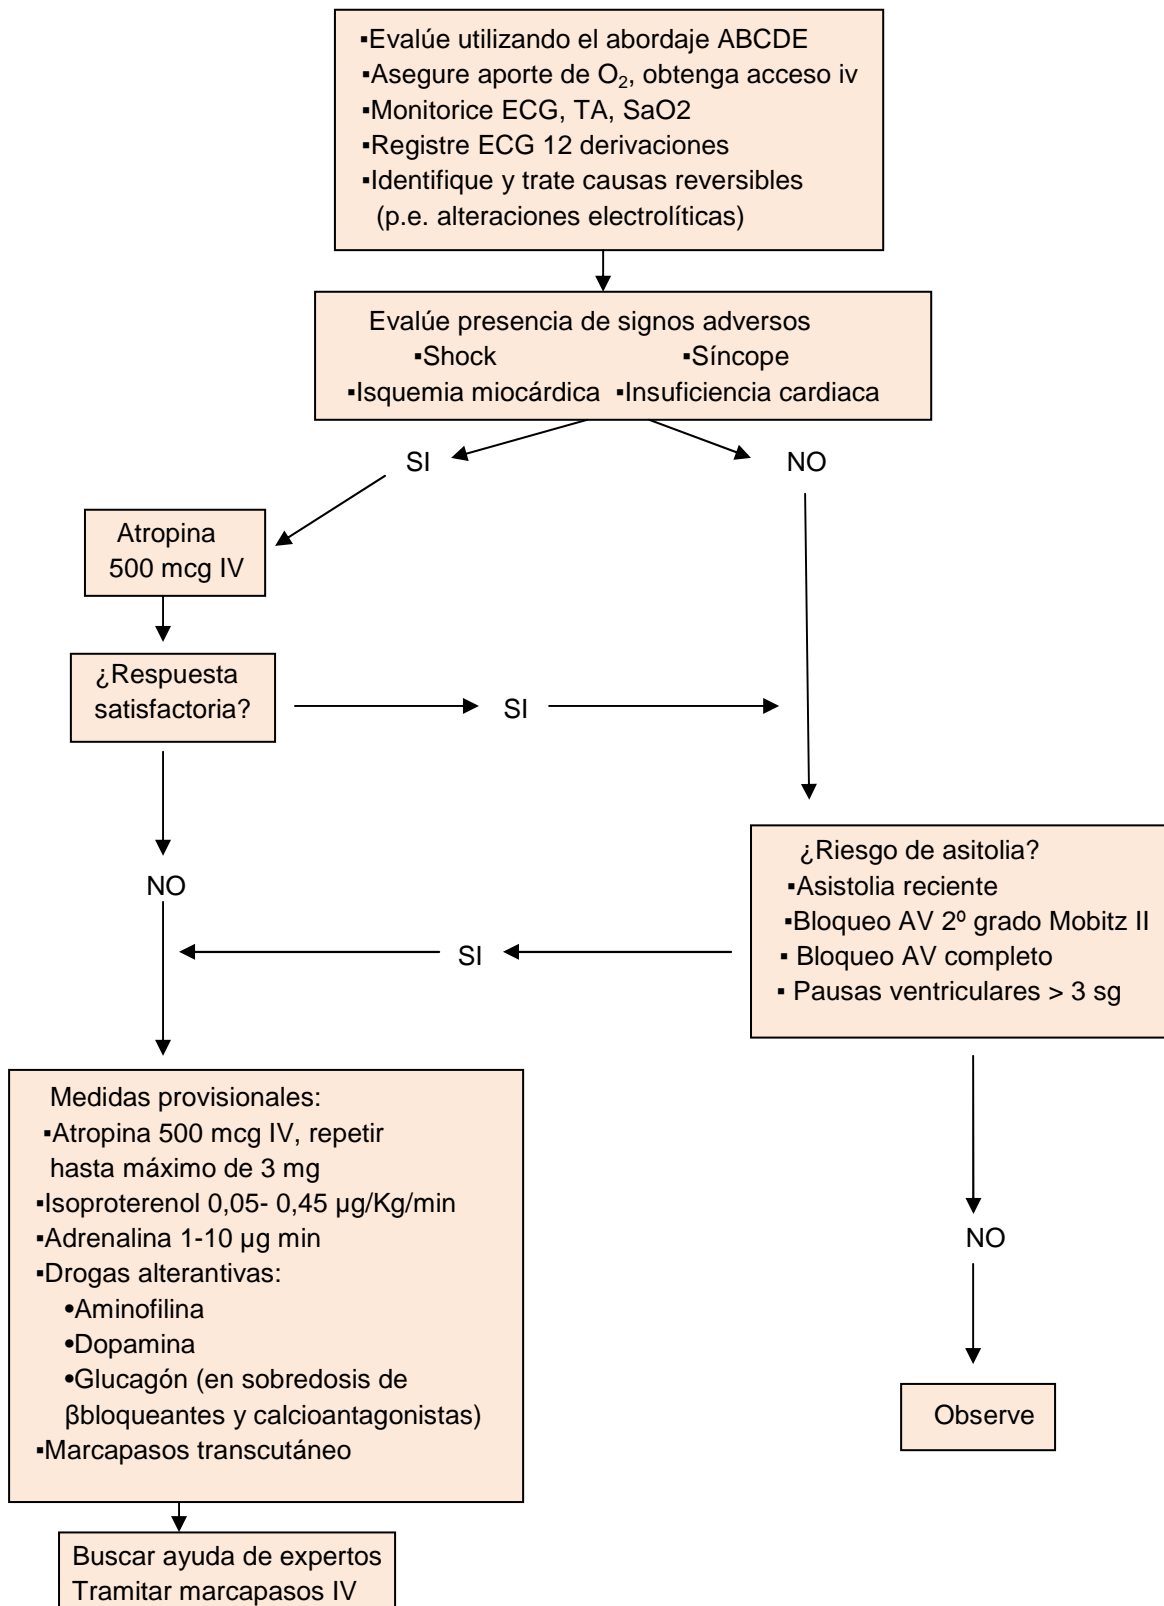 ▪Evalúe utilizando el abordaje ABCDE
▪Asegure aporte de O₂, obtenga acceso iv
▪Monitorice ECG, TA, SaO2
▪Registre ECG 12 derivaciones
▪Identifique y trate causas reversibles
(p.e. alteraciones electrolíticas)
Evalúe presencia de signos adversos
▪Shock ▪Síncope
▪Isquemia miocárdica ▪Insuficiencia cardiaca
SI
NO
Atropina
500 mcg IV
¿Respuesta
satisfactoria?
SI
NO
¿Riesgo de asitolia?
▪Asistolia reciente
▪Bloqueo AV 2º grado Mobitz II
▪ Bloqueo AV completo
▪ Pausas ventriculares > 3 sg
SI
NO
Medidas provisionales:
▪Atropina 500 mcg IV, repetir
hasta máximo de 3 mg
▪Isoproterenol 0,05- 0,45 µg/Kg/min
▪Adrenalina 1-10 µg min
▪Drogas alterantivas:
•Aminofilina
•Dopamina
•Glucagón (en sobredosis de
βbloqueantes y calcioantagonistas)
▪Marcapasos transcutáneo
Observe
Buscar ayuda de expertos
Tramitar marcapasos IV